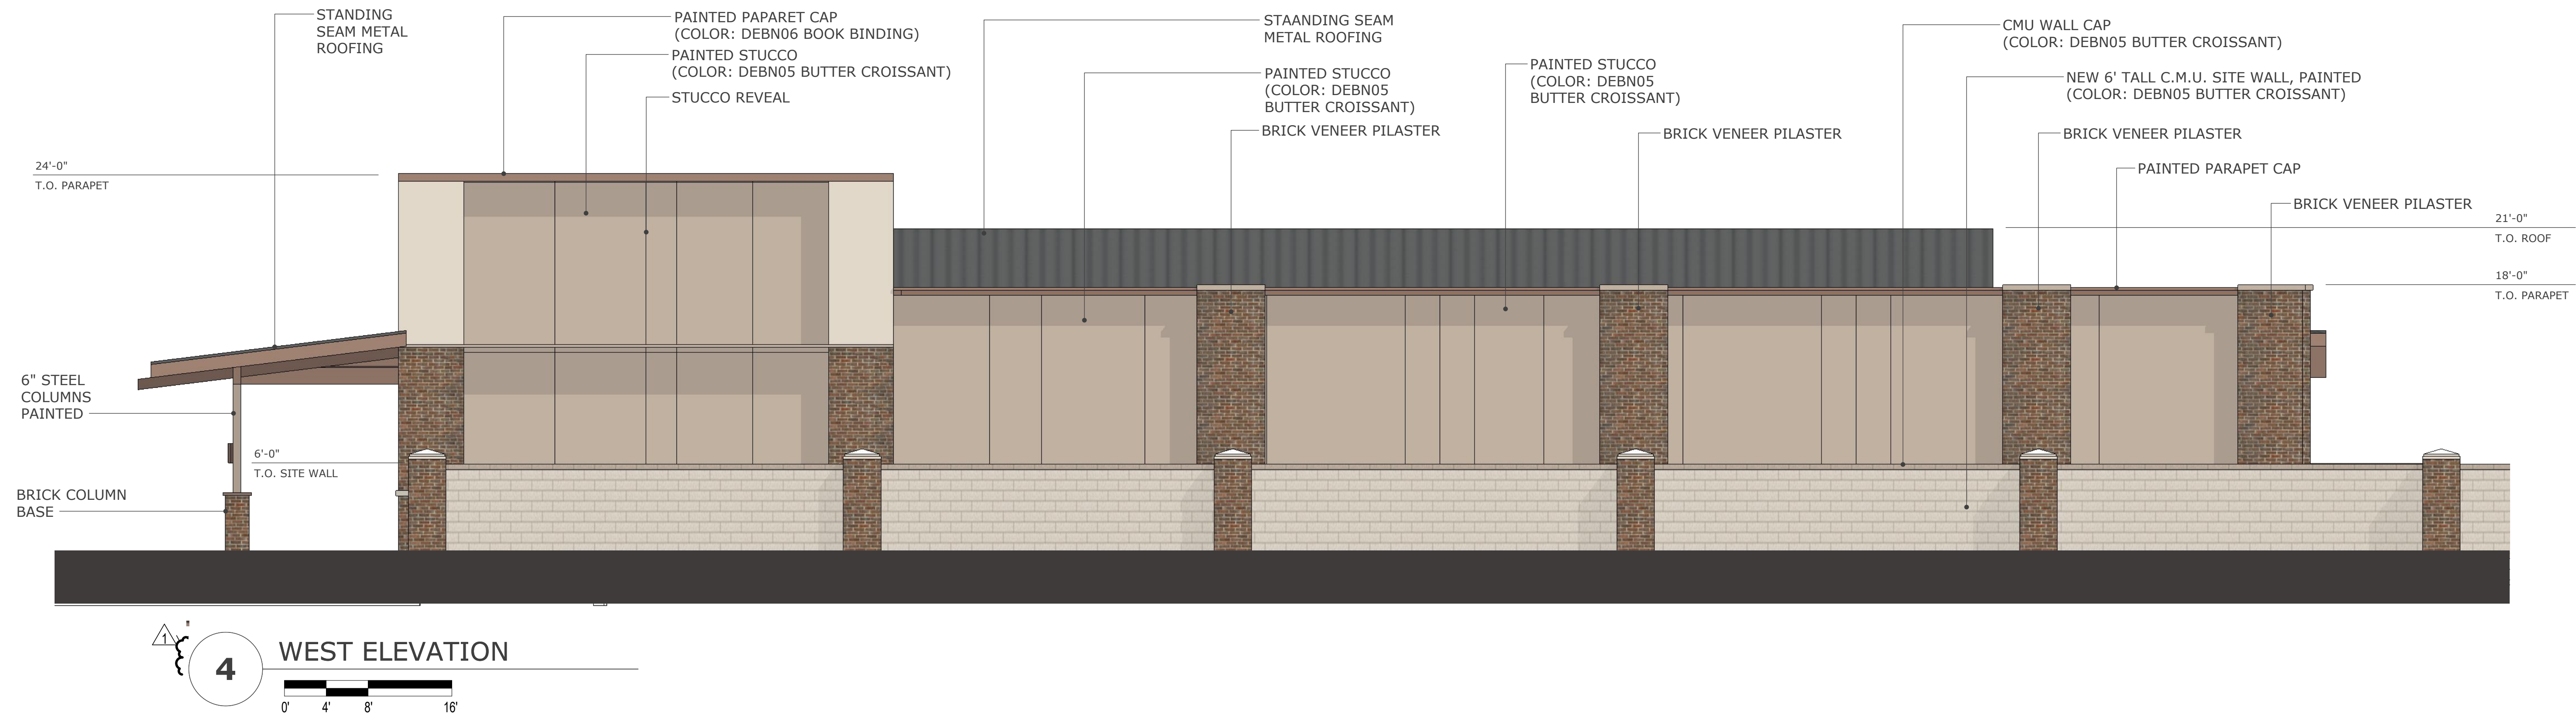 STANDING
SEAM METAL
ROOFING
PAINTED PAPARET CAP
(COLOR: DEBN06 BOOK BINDING)
PAINTED STUCCO
(COLOR: DEBN05 BUTTER CROISSANT)
STUCCO REVEAL
STAANDING SEAM
METAL ROOFING
PAINTED STUCCO
(COLOR: DEBN05
BUTTER CROISSANT)
BRICK VENEER PILASTER
PAINTED STUCCO
(COLOR: DEBN05
BUTTER CROISSANT)
BRICK VENEER PILASTER
CMU WALL CAP
(COLOR: DEBN05 BUTTER CROISSANT)
NEW 6' TALL C.M.U. SITE WALL, PAINTED
(COLOR: DEBN05 BUTTER CROISSANT)
BRICK VENEER PILASTER
PAINTED PARAPET CAP
BRICK VENEER PILASTER
24'-0"
T.O. PARAPET
21'-0"
T.O. ROOF
18'-0"
T.O. PARAPET
6" STEEL
COLUMNS
PAINTED
6'-0"
T.O. SITE WALL
BRICK COLUMN
BASE
1
4
WEST ELEVATION
0' 4' 8' 16'